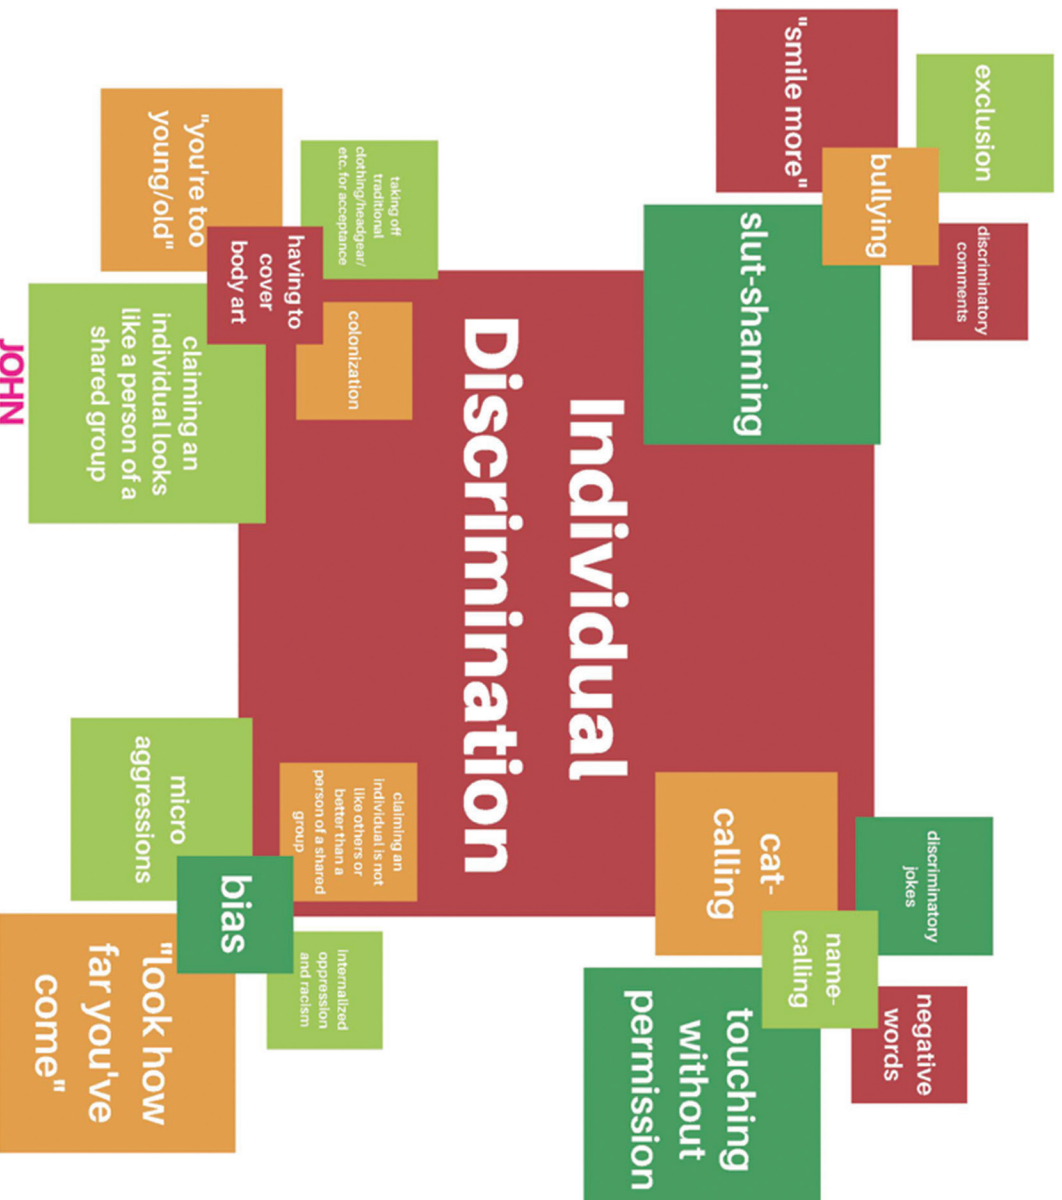 exclusion
discriminatory
comments
bullying
"smile more"
slut-shaming
discriminatory
jokes
negative
words
name-
calling
cat-
calling
touching
without
permission
Individual
Discrimination
taking off
traditional
clothing/headgear/
etc. for acceptance
colonization
having to
cover
body art
"you're too
young/old"
claiming an
individual looks
like a person of a
shared group
claiming an
individual is not
like others or
better than a
person of a shared
group
internalized
oppression
and racism
bias
micro
aggressions
"look how
far you've
come"
JOHN